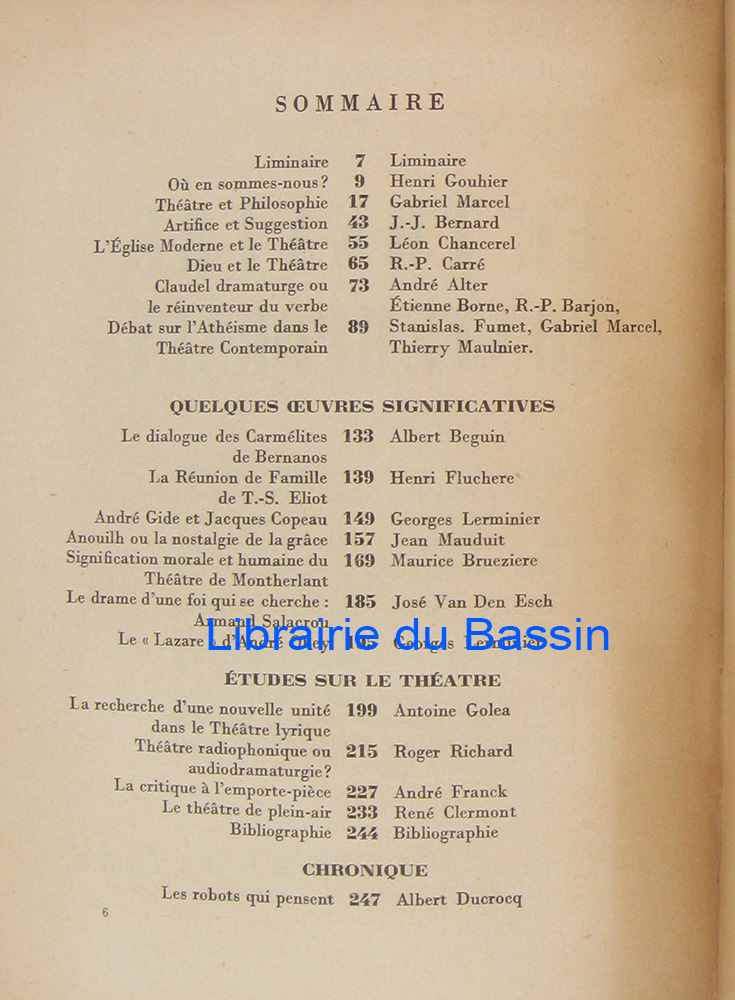 SOMMAIRE
Liminaire 7 Liminaire
Où en sommes-nous? 9 Henri Gouhier
Théâtre et Philosophie 17 Gabriel Marcel
Artifice et Suggestion 43 J.-J. Bernard
L'Église Moderne et le Théâtre 55 Léon Chancerel
Dieu et le Théâtre 65 R.-P. Carré
Claudel dramaturge ou 73 André Alter
le réinventeur du verbe Étienne Borne, R.-P. Barjon,
Débat sur l'Athéisme dans le 89 Stanislas. Fumet, Gabriel Marcel,
Théâtre Contemporain Thierry Maulnier.
QUELQUES ŒUVRES SIGNIFICATIVES
Le dialogue des Carmélites 133 Albert Beguin
de Bernanos
La Réunion de Famille 139 Henri Fluchere
de T.-S. Eliot
André Gide et Jacques Copeau 149 Georges Lerminier
Anouilh ou la nostalgie de la grâce 157 Jean Mauduit
Signification morale et humaine du 169 Maurice Brueziere
Théâtre de Montherlant
Le drame d'une foi qui se cherche : 185 José Van Den Esch
Armand Salacrou
Librairie du Bassin
Le « Lazare » d'André 195 Georges Lerminier
ÉTUDES SUR LE THÉATRE
La recherche d'une nouvelle unité 199 Antoine Golea
dans le Théâtre lyrique
Théâtre radiophonique ou 215 Roger Richard
audiodramaturgie?
La critique à l'emporte-pièce 227 André Franck
Le théâtre de plein-air 233 René Clermont
Bibliographie 244 Bibliographie
CHRONIQUE
Les robots qui pensent 247 Albert Ducrocq
6